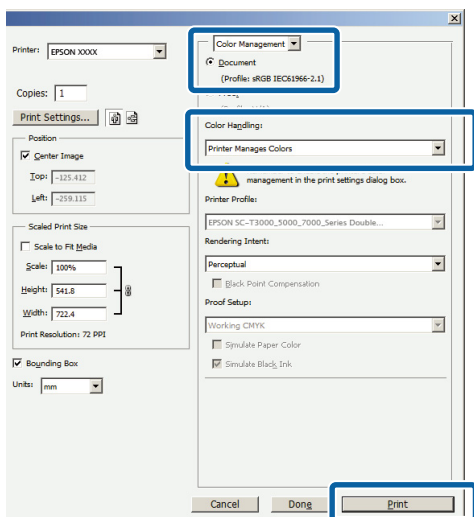 Printer: EPSON XXXX
Copies: 1
Print Settings...
Position
Center Image
Top: -125.412
Left: -259.115
Scaled Print Size
Scale to Fit Media
Scale: 100%
Height: 541.8
Width: 722.4
Print Resolution: 72 PPI
Bounding Box
Units: mm
Color Management
Document
(Profile: sRGB IEC61966-2.1)
Color Handling:
Printer Manages Colors
management in the print settings dialog box.
Printer Profile:
EPSON SC-T3000_5000_7000_Series Double...
Rendering Intent:
Perceptual
Black Point Compensation
Proof Setup:
Working CMYK
Simulate Paper Color
Simulate Black Ink
Cancel
Done
Print